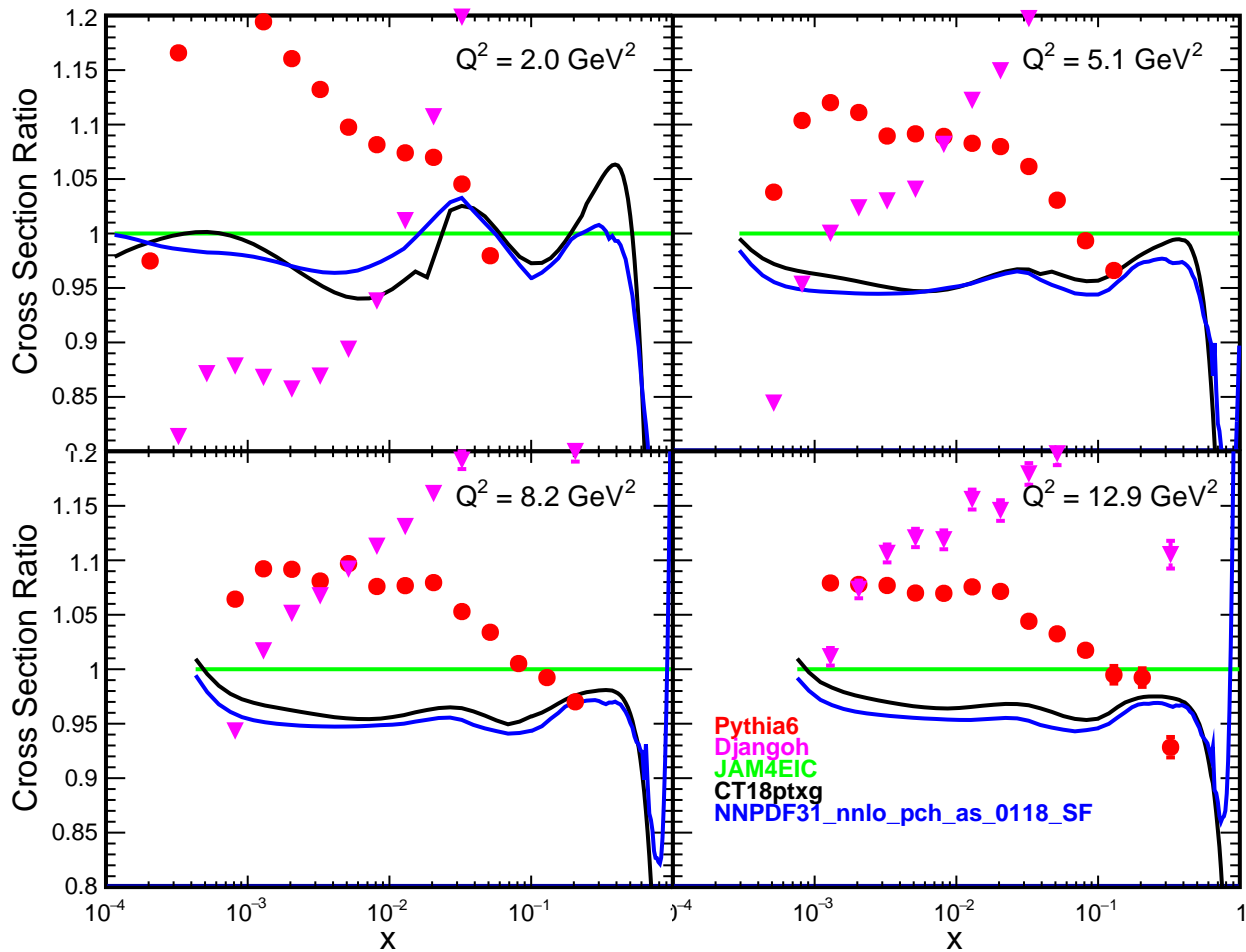 1.2
1.15
1.1
1.05
1
0.95
0.9
0.85
0.8
Cross Section Ratio
Q² = 2.0 GeV²
Q² = 5.1 GeV²
1.2
1.15
1.1
1.05
1
0.95
0.9
0.85
0.8
Cross Section Ratio
Q² = 8.2 GeV²
Q² = 12.9 GeV²
Pythia6
Djangoh
JAM4EIC
CT18ptxg
NNPDF31_nnlo_pch_as_0118_SF
10⁻⁴ 10⁻³ 10⁻² 10⁻¹
10⁻³ 10⁻² 10⁻¹ 1
x x